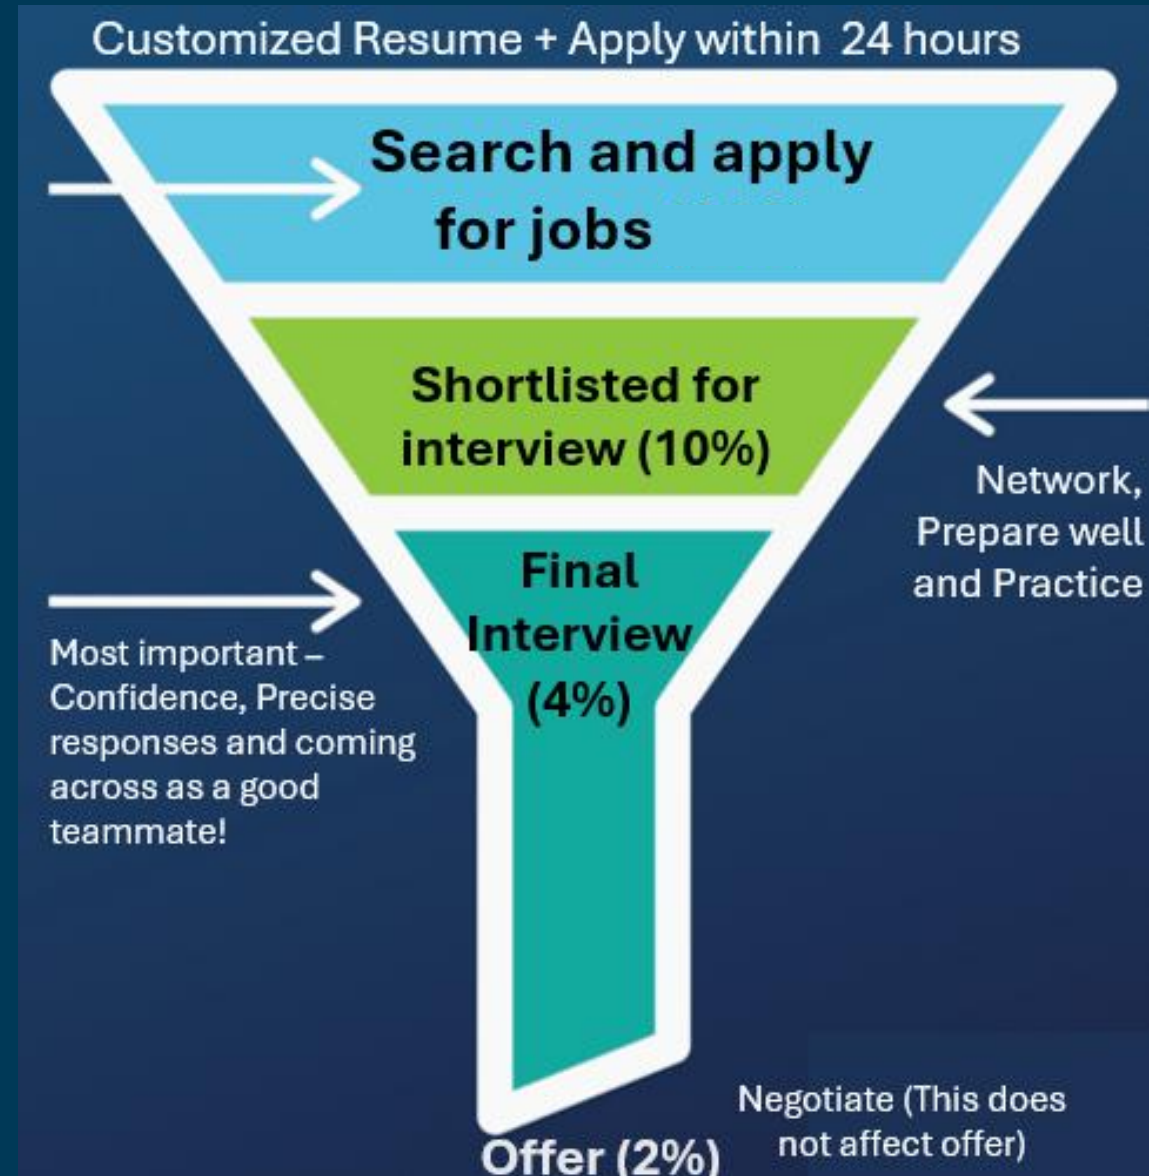 Customized Resume + Apply within 24 hours
Search and apply
for jobs
Shortlisted for
interview (10%)
Network,
Prepare well
and Practice
Final
Interview
(4%)
Most important –
Confidence, Precise
responses and coming
across as a good
teammate!
Negotiate (This does
not affect offer)
Offer (2%)